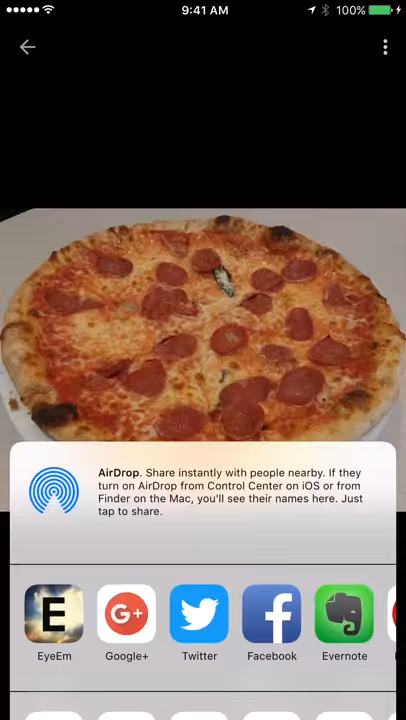 9:41 AM
100%
AirDrop. Share instantly with people nearby. If they
turn on AirDrop from Control Center on iOS or from
Finder on the Mac, you'll see their names here. Just
tap to share.
E
G+
f
EyeEm
Google+
Twitter
Facebook
Evernote